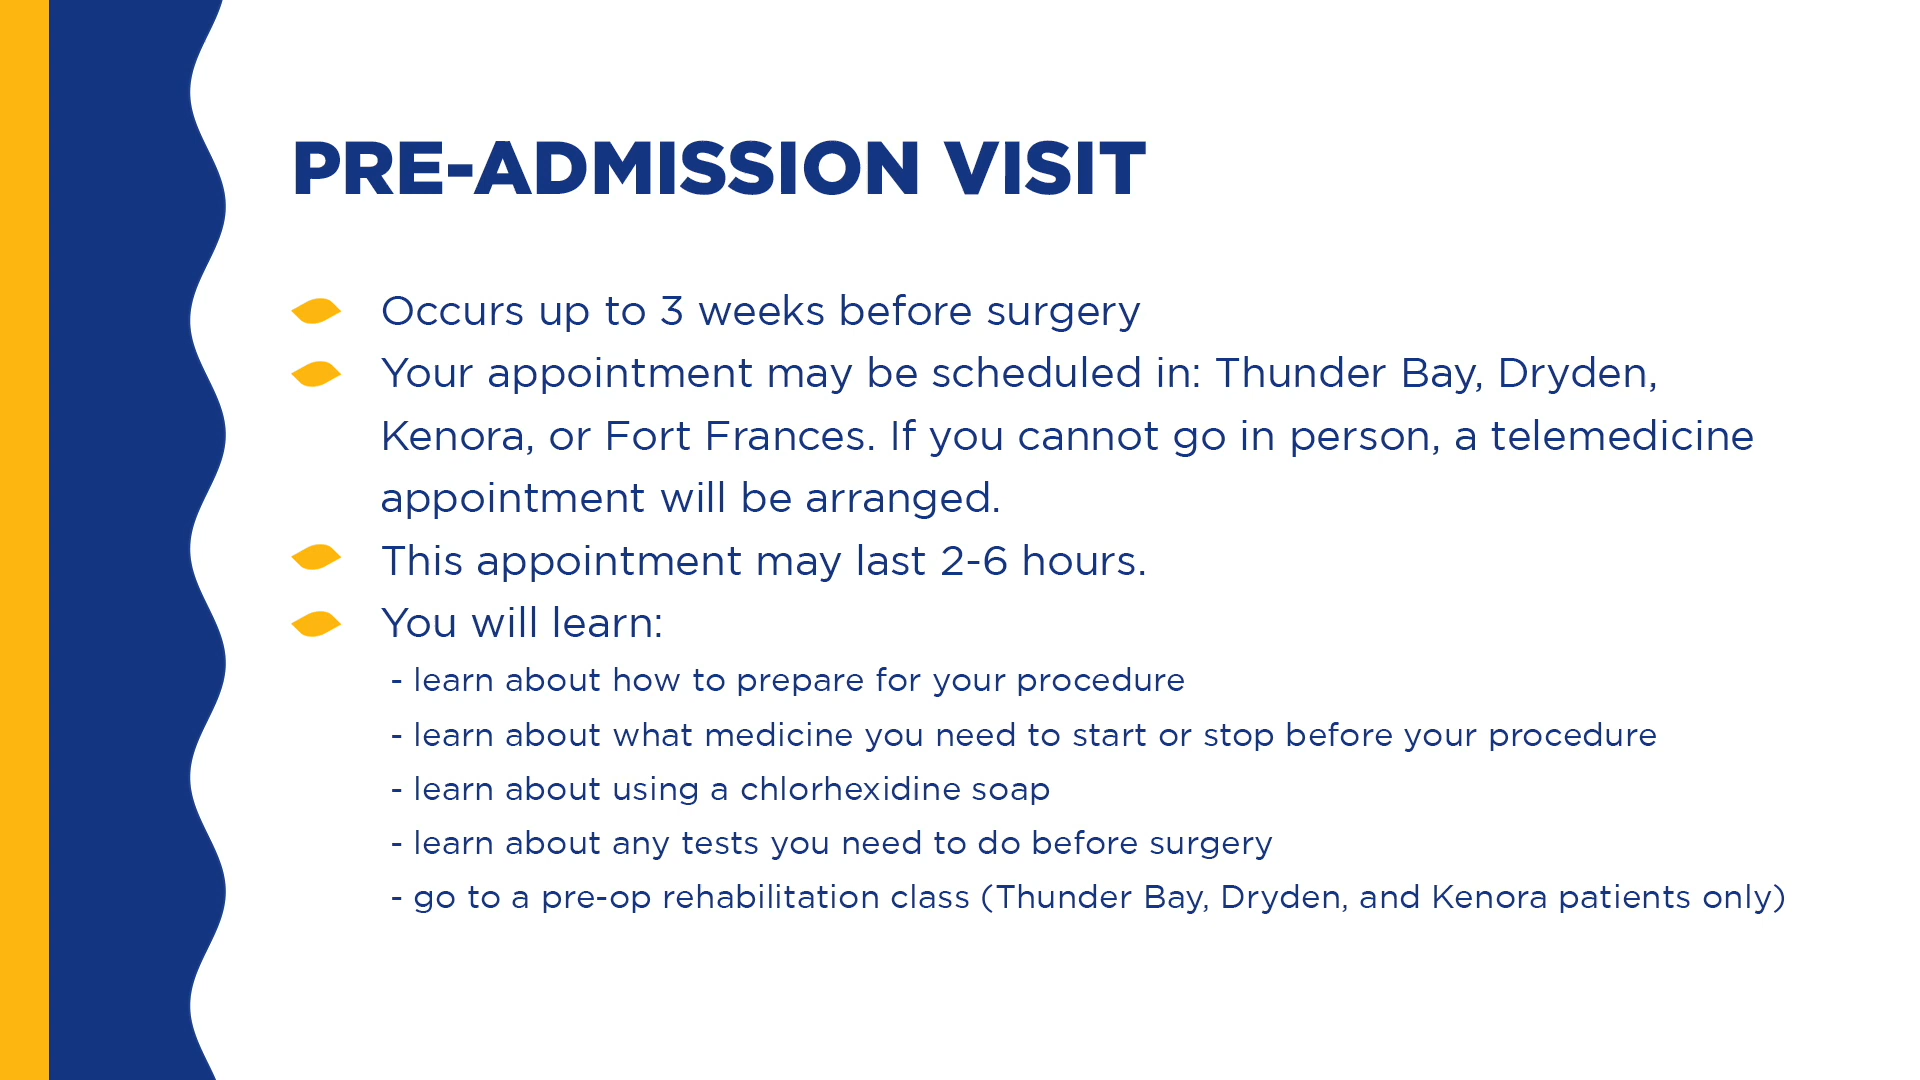 PRE-ADMISSION VISIT
Occurs up to 3 weeks before surgery
Your appointment may be scheduled in: Thunder Bay, Dryden,
Kenora, or Fort Frances. If you cannot go in person, a telemedicine
appointment will be arranged.
This appointment may last 2-6 hours.
You will learn:
- learn about how to prepare for your procedure
- learn about what medicine you need to start or stop before your procedure
- learn about using a chlorhexidine soap
- learn about any tests you need to do before surgery
- go to a pre-op rehabilitation class (Thunder Bay, Dryden, and Kenora patients only)